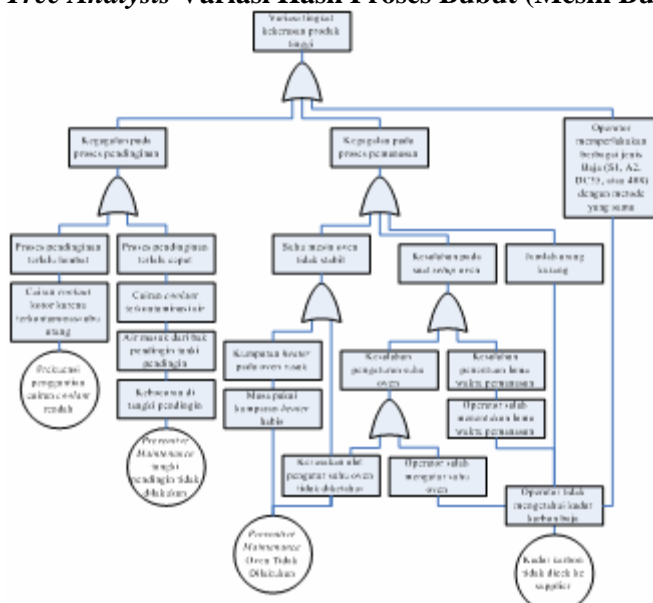 Tree Analysis Variasi Hasil Proses Bubut (Mesin Bu
Variasi tingkat
kekerasan produk
tinggi
Kegagalan pada
proses pendinginan
Kegagalan pada
proses pemanasan
Operator
memperlakukan
berbagai jenis
Baja (S1, A2,
atau 488)
dengan metode
yang sama
Proses pendinginan
terlalu lambat
Proses pendinginan
terlalu cepat
Suhu mesin oven
tidak stabil
Kesalahan pada
saat setup oven
Jumlah arang
kurang
Cairan coolant
kotor karena
terkontaminasi abu
arang
Cairan coolant
terkontaminasi air
Air masuk dari bak
pendingin tanki
pendingin
Kebocoran di
tangki pendingin
Kumparan heater
pada oven rusak
Masa pakai
kumparan heater
habis
Kesalahan
pengaturan suhu
oven
Kesalahan
penentuan lama
waktu pemanasan
Operator salah
menentukan lama
waktu pemanasan
Frekuensi
penggantian
cairan coolant
rendah
Preventive
Maintenance
tangki
pendingin tidak
dilakukan
Kerusakan alat
pengatur suhu oven
tidak diketahui
Operator salah
mengatur suhu
oven
Operator tidak
mengetahui kadar
karbon baja
Preventive
Maintenance
Oven Tidak
Dilakukan
Kadar karbon
tidak dicek ke
supplier